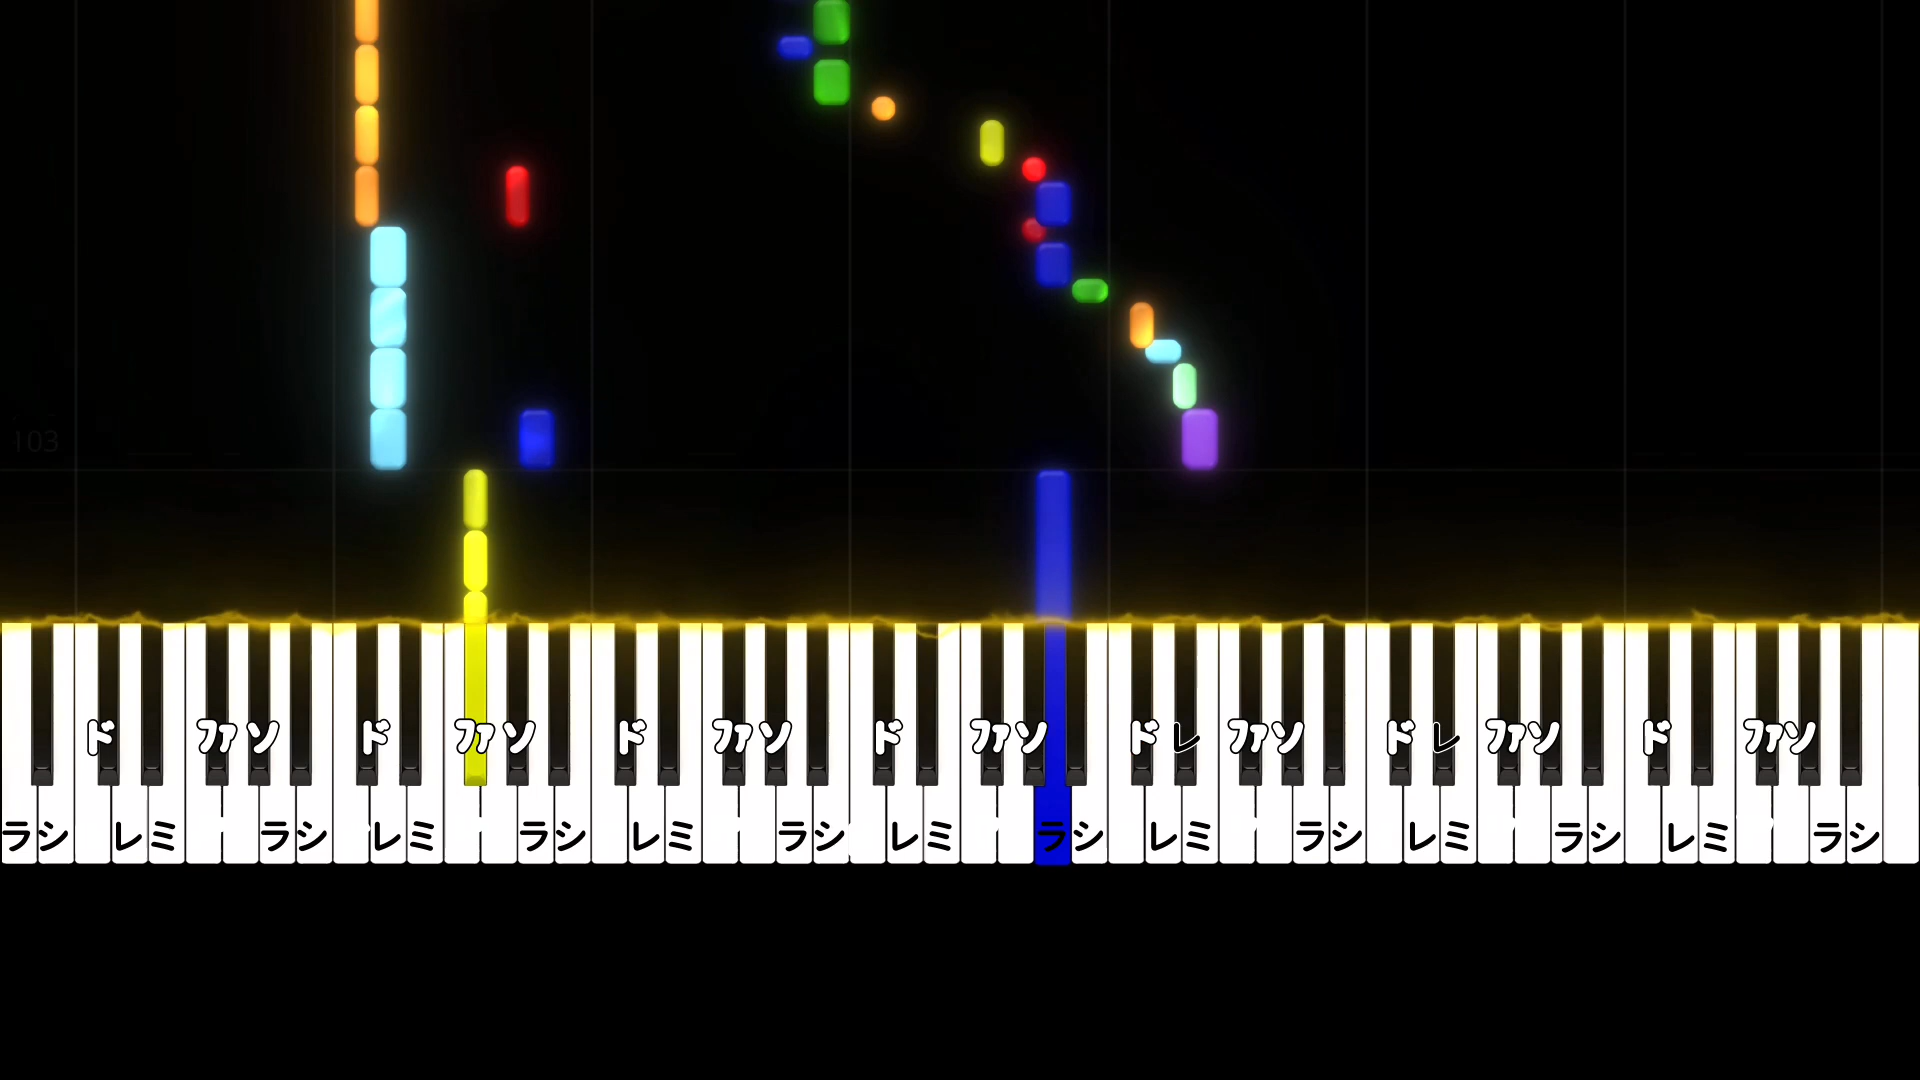 103
ド ファ ソ ド ファ ソ ド ファ ソ ド ファ ソ ド レ ファ ソ ド レ ファ ソ ド ファ ソ
ラ シ レ ミ ラ シ レ ミ ラ シ レ ミ ラ シ レ ミ ラ シ レ ミ ラ シ レ ミ ラ シ レ ミ ラ シ